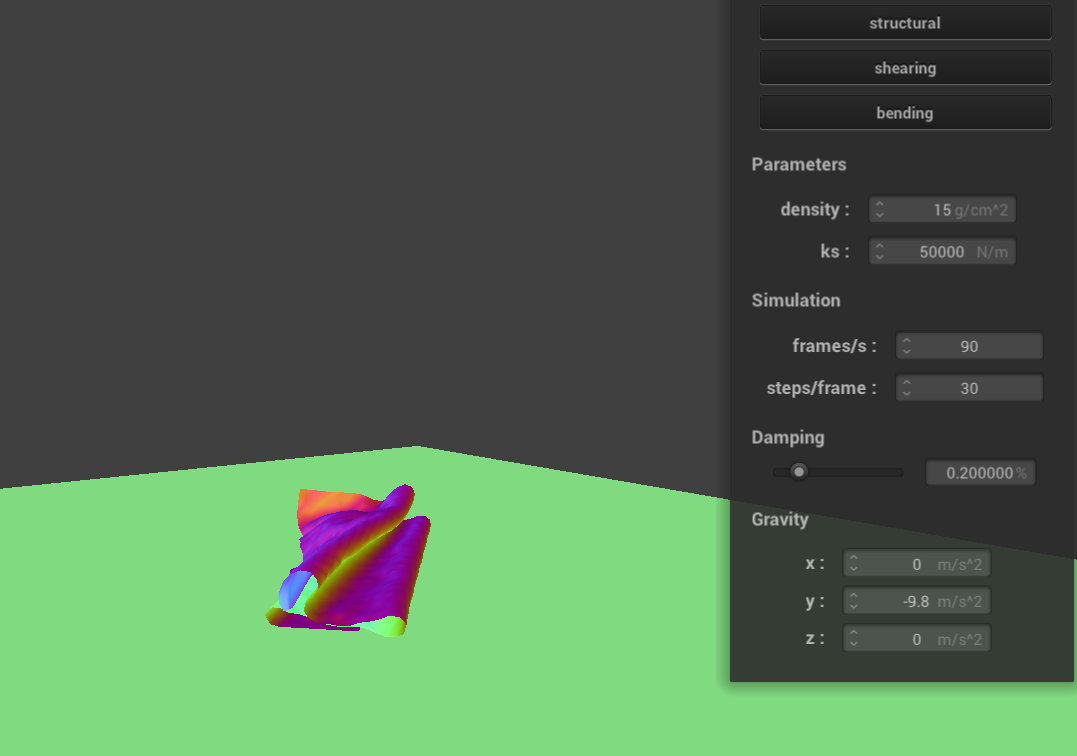 structural
shearing
bending
Parameters
density : 15 g/cm^2
ks : 50000 N/m
Simulation
frames/s : 90
steps/frame : 30
Damping
0.200000 %
Gravity
x : 0 m/s^2
y : -9.8 m/s^2
z : 0 m/s^2